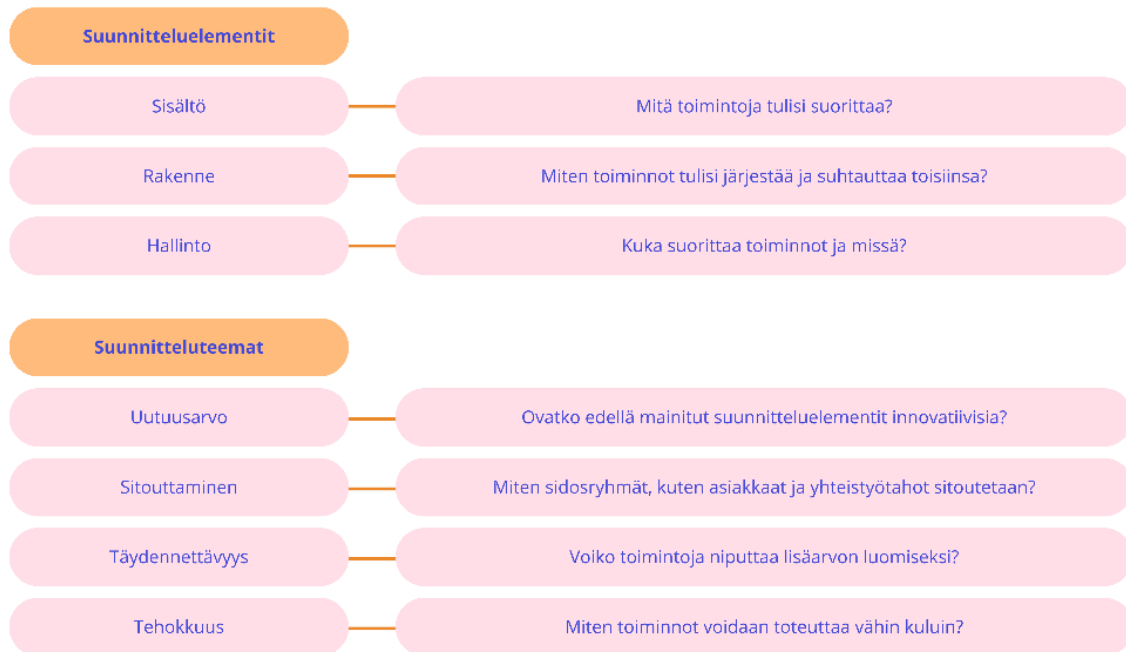 Suunnitteluelementit
Sisältö
Mitä toimintoja tulisi suorittaa?
Rakenne
Miten toiminnot tulisi järjestää ja suhtauttaa toisiinsa?
Hallinto
Kuka suorittaa toiminnot ja missä?
Suunnitteluteemat
Uutuusarvo
Ovatko edellä mainitut suunnitteluelementit innovatiivisia?
Sitouttaminen
Miten sidosryhmät, kuten asiakkaat ja yhteistyötahot sitoutetaan?
Täydennettävyys
Voiko toimintoja niputtaa lisäarvon luomiseksi?
Tehokkuus
Miten toiminnot voidaan toteuttaa vähin kuluin?